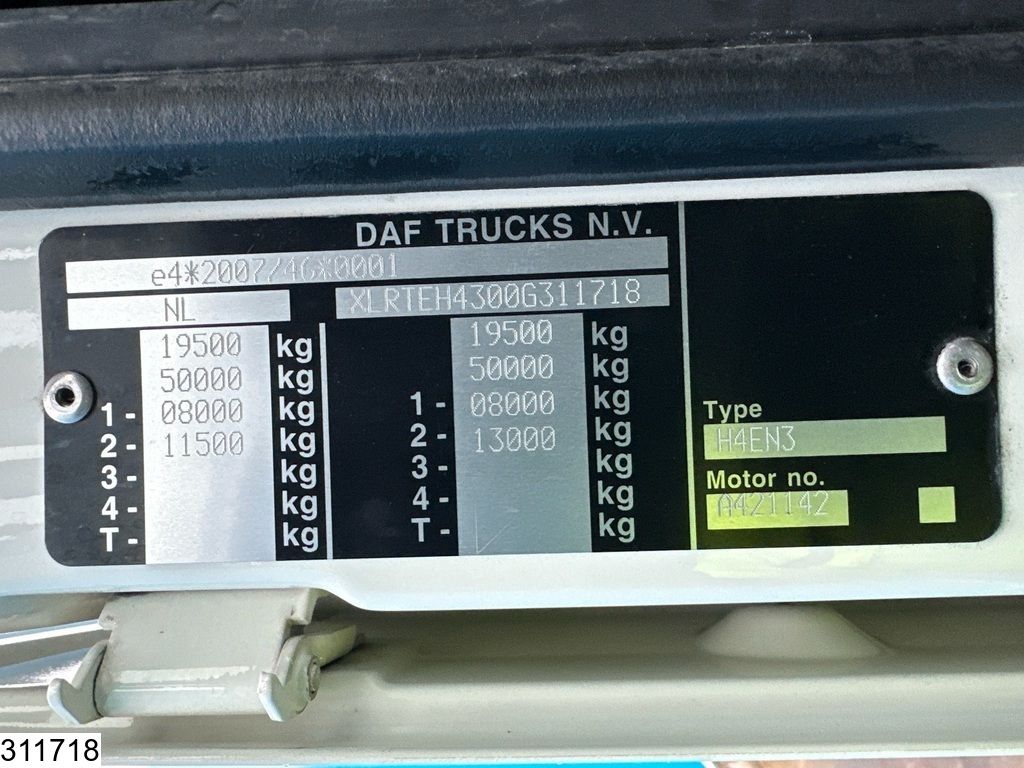 DAF TRUCKS N.V.
e4*2007/46*0001
NL XLRTEH4300G311718
19500 kg 19500 kg
50000 kg 50000 kg
1- 08000 kg 1- 08000 kg
2- 11500 kg 2- 13000 kg
3- kg 3- kg
4- kg 4- kg
T- kg T- kg
Type
H4EN3
Motor no.
A421142
311718